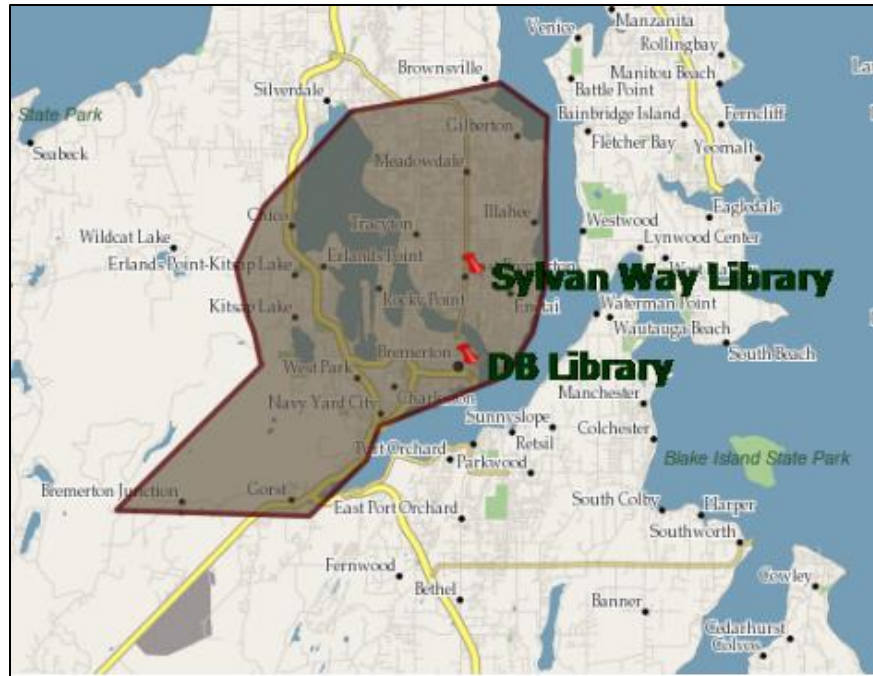 Manzanita
Venice
Rollingbay
Brownsville
Manitou Beach
Silverdale
Battle Point
State Park
Bainbridge Island
Ferncliff
Gilberton
Fletcher Bay
Seabeck
Yeomalt
Meadowdale
Chico
Tracyton
Illahee
Westwood
Eagledale
Wildcat Lake
Lynwood Center
Erlands Point
Erlands Point-Kitsap Lake
Sylvan Way Library
Rocky Point
Enetai
Kitsap Lake
Waterman Point
Wautauga Beach
Bremerton
South Beach
West Park
DB Library
Charleston
Manchester
Navy Yard City
Sunnyslope
Colchester
Port Orchard
Retsil
Parkwood
Blake Island State Park
Bremerton Junction
Gorst
South Colby
Harper
East Port Orchard
Southworth
Fernwood
Cowley
Bethel
Banner
Cedarhurst
Colvos